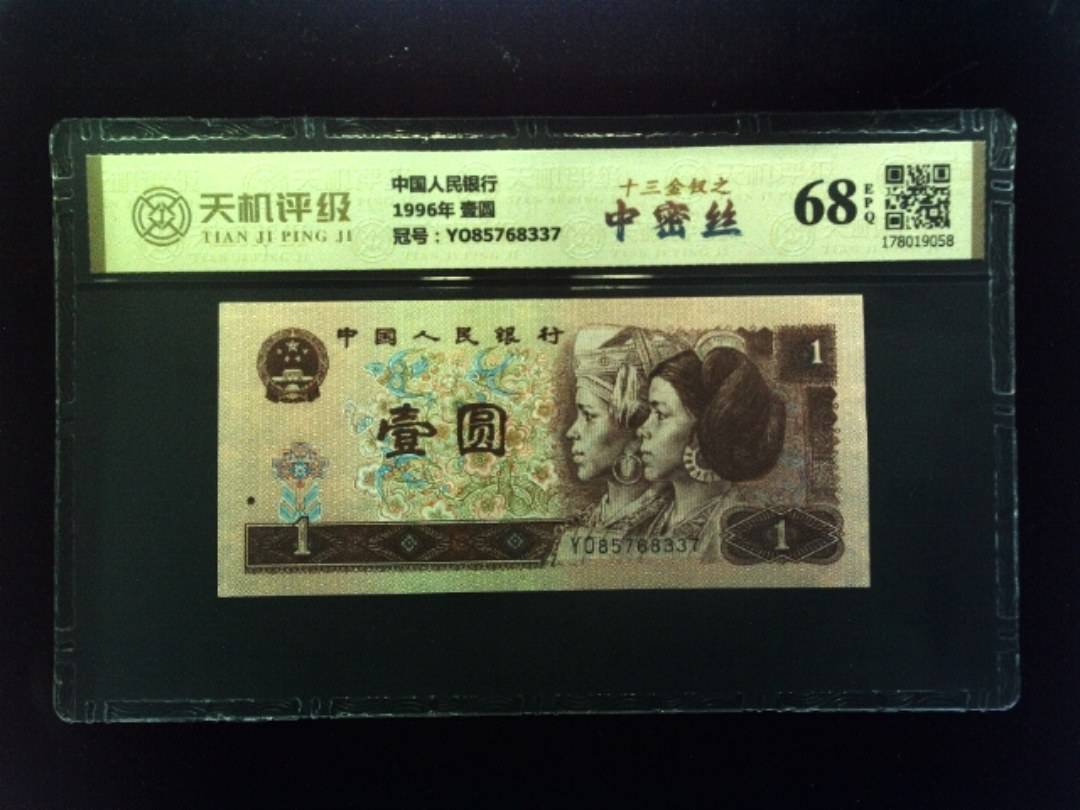 天机评级
TIAN JI PING JI
中国人民银行
1996年 壹圆
冠号：YO85768337
十三金钗之
中密丝
68
EPQ
178019058
中国人民银行
壹圆
1
1
YO85768337
1